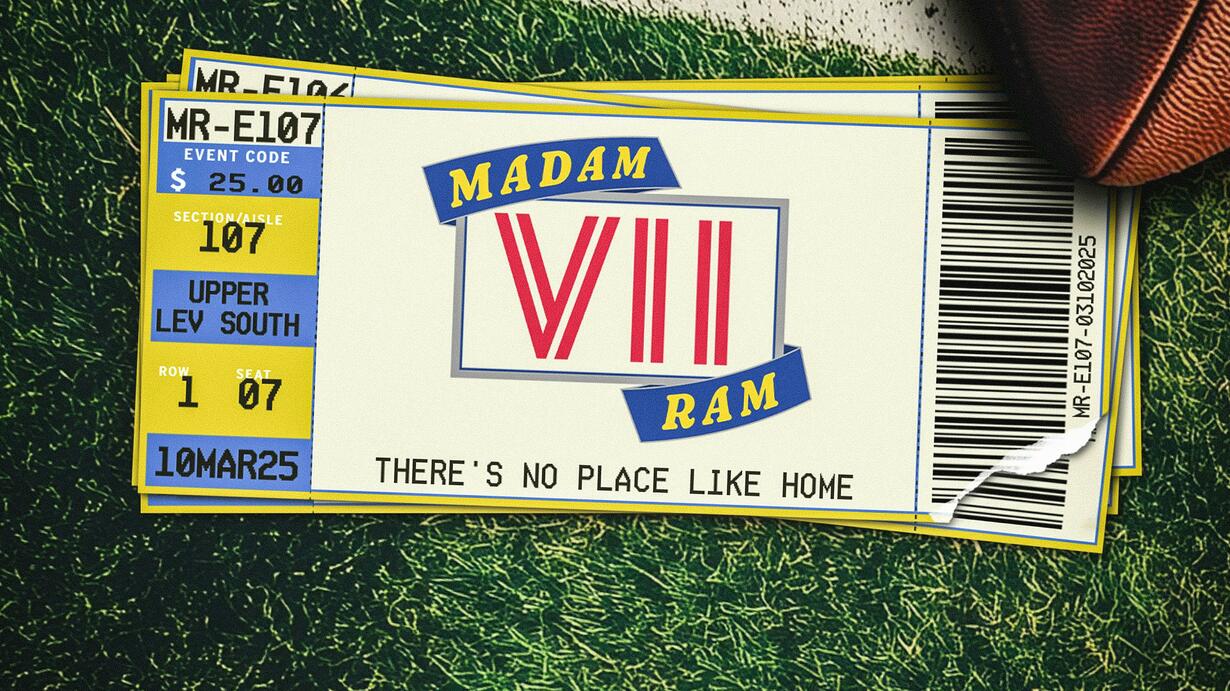 MR-E106
MR-E107
EVENT CODE
$ 25.00
SECTION/AISLE
107
UPPER
LEV SOUTH
ROW SEAT
1 07
10MAR25
MADAM
VII
RAM
THERE'S NO PLACE LIKE HOME
MR-E107-03102025